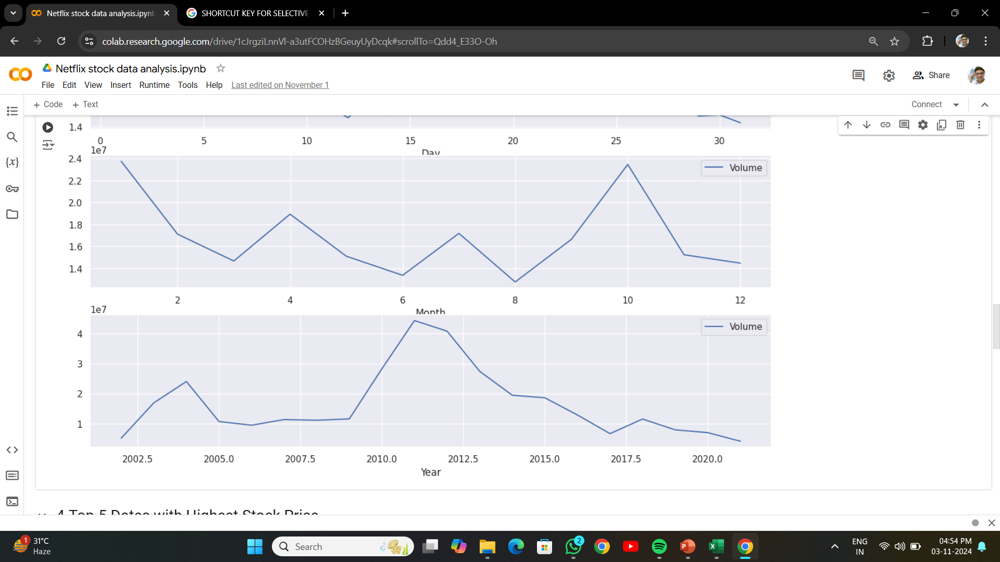 Netflix stock data analysis.ipynb
SHORTCUT KEY FOR SELECTIVE
colab.research.google.com/drive/1cJrgziLnnVl-a3utFCOHzBGeuyUyDcqk#scrollTo=Qdd4_E33O-Oh
Netflix stock data analysis.ipynb
File Edit View Insert Runtime Tools Help Last edited on November 1
Share
+ Code + Text
Connect
1.4
0 5 10 15 20 25 30
Day
1e7
2.4
2.2
2.0
1.8
1.6
1.4
Volume
2 4 6 8 10 12
Month
1e7
4
3
2
1
Volume
2002.5 2005.0 2007.5 2010.0 2012.5 2015.0 2017.5 2020.0
Year
4 Top 5 Dates with Highest Stock Price
1
31°C
Haze
Search
2
ENG
IN
04:54 PM
03-11-2024